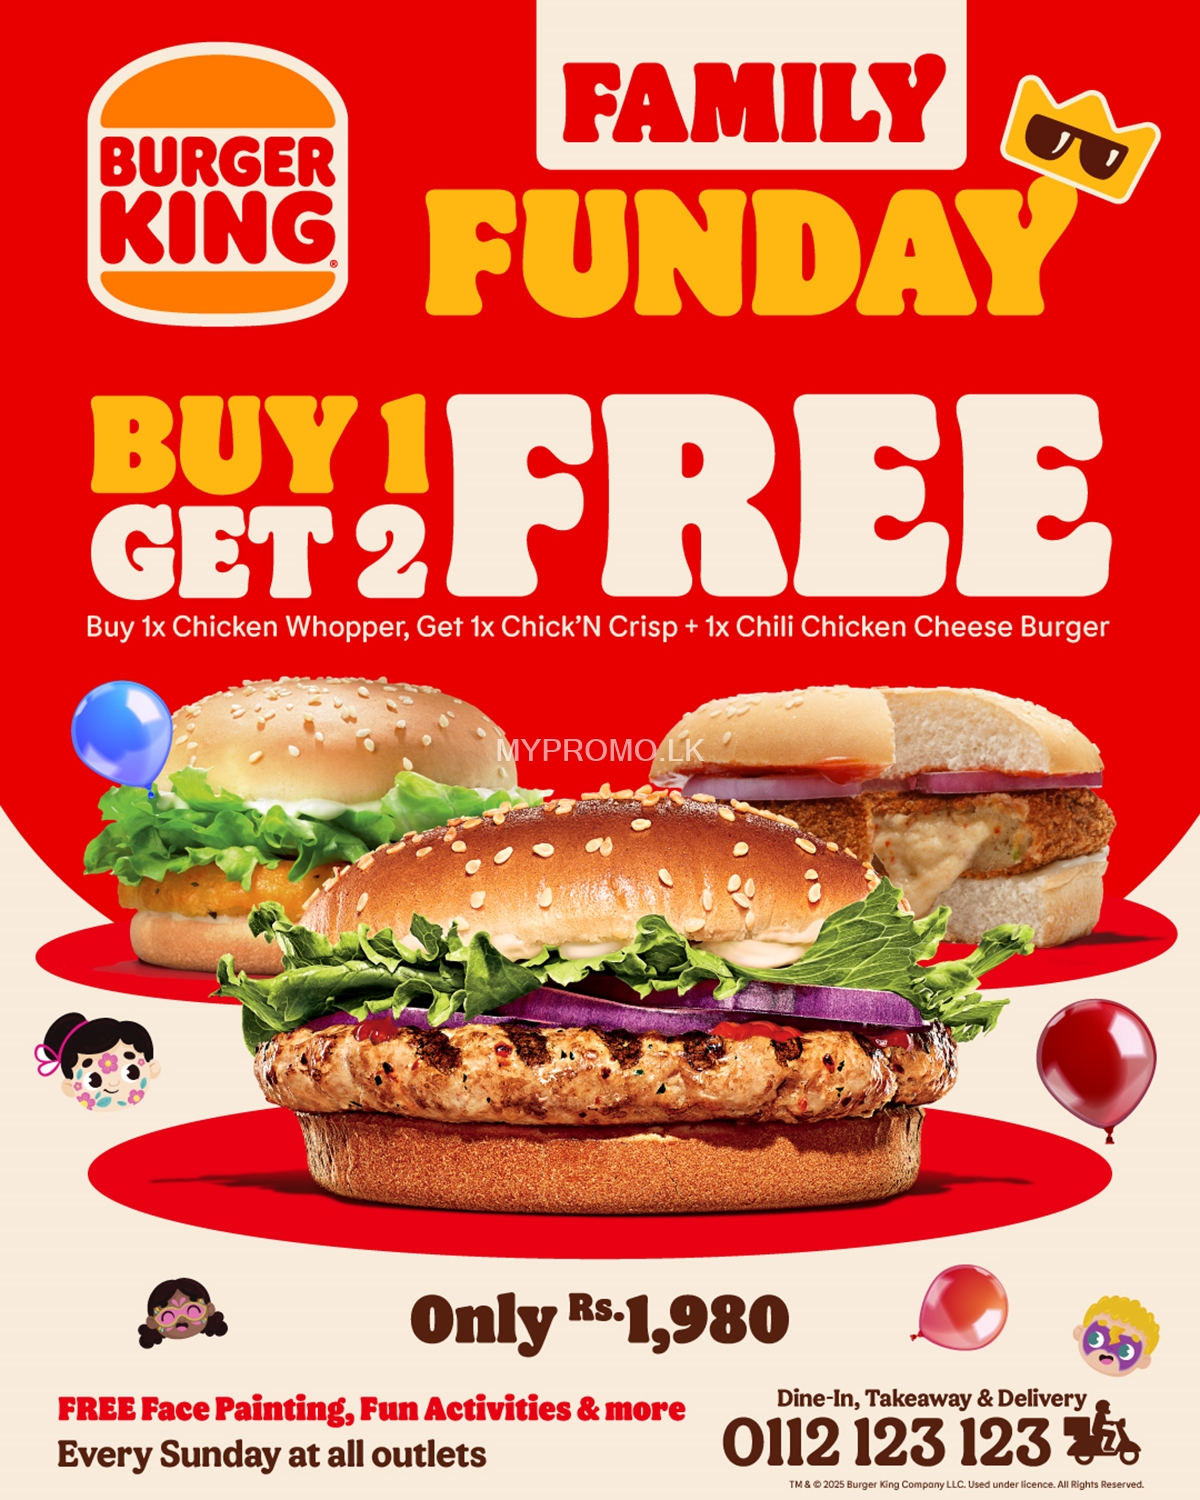 BURGER
KING®
FAMILY
FUNDAY
BUY 1
GET 2
FREE
Buy 1x Chicken Whopper, Get 1x Chick'N Crisp + 1x Chili Chicken Cheese Burger
MYPROMO.LK
Only Rs.1,980
FREE Face Painting, Fun Activities & more
Every Sunday at all outlets
Dine-In, Takeaway & Delivery
0112 123 123
TM & © 2025 Burger King Company LLC. Used under licence. All Rights Reserved.